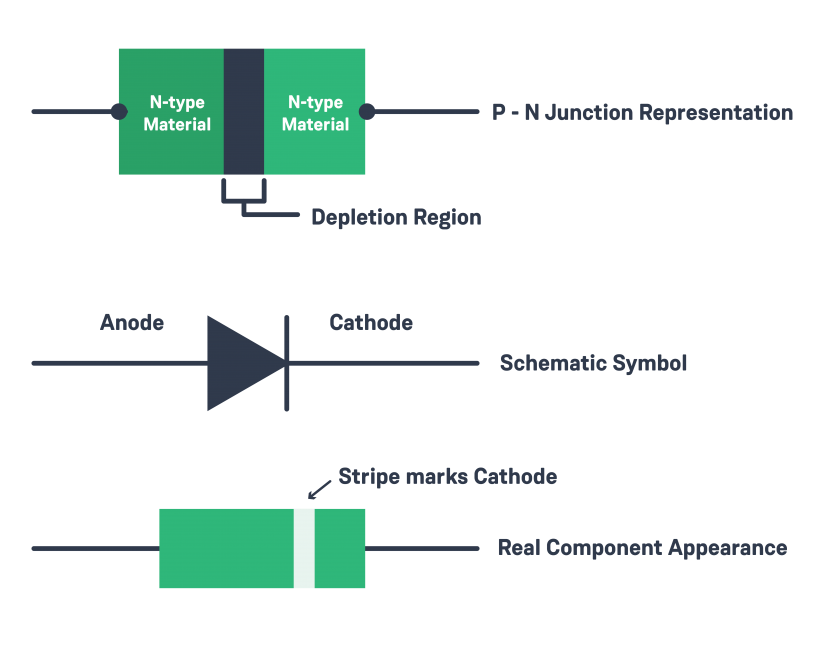 N-type
Material
N-type
Material
P - N Junction Representation
Depletion Region
Anode
Cathode
Schematic Symbol
Stripe marks Cathode
Real Component Appearance